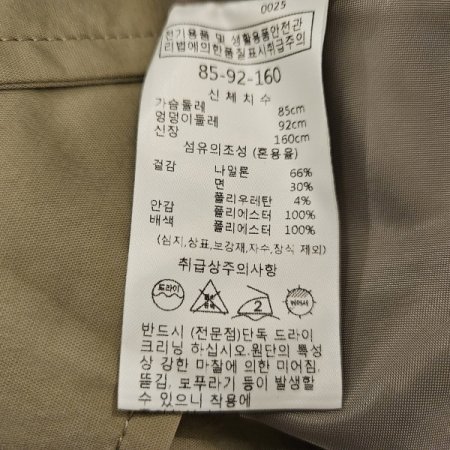 0025
전기용품 및 생활용품안전관
리법에의한품질표시취급주의
85-92-160
신체치수
가슴둘레 85cm
엉덩이둘레 92cm
신장 160cm
섬유의조성 (혼용율)
겉감 나일론 66%
면 30%
폴리우레탄 4%
안감 폴리에스터 100%
배색 폴리에스터 100%
(심지,상표,보강재,자수,장식 제외)
취급상주의사항
드라이 2
반드시 (전문점)단독 드라이
크리닝 하십시오.원단의 특성
상 강한 마찰에 의한 미어짐.
뜯김, 보푸라기 등이 발생할
수 있으니 착용에